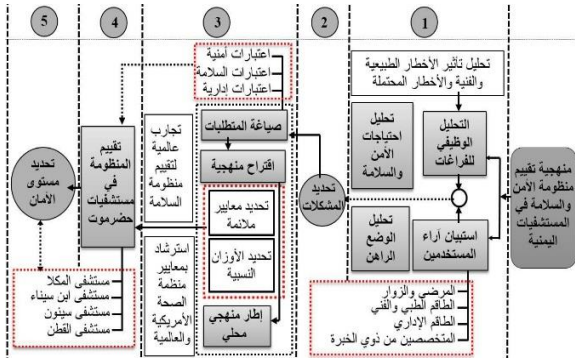 1
2
3
4
5
منهجية تقييم
منظومة الأمن
والسلامة في
المستشفيات
اليمنية
تحليل تأثير الأخطار الطبيعية
والفنية والأخطار المحتملة
التحليل
الوظيفي
للفراغات
تحليل
احتياجات
الأمن
والسلامة
استبيان آراء
المستخدمين
تحليل
الوضع
الراهن
المرضي والزوار
الطاقم الطبي والفني
الطاقم الإداري
المتخصصين من ذوي الخبرة
تحديد
المشكلات
اعتبارات أمنية
اعتبارات السلامة
اعتبارات إدارية
صياغة المتطلبات
اقتراح منهجية
تحديد معايير
ملائمة
تحديد الأوزان
النسبية
إطار منهجي
محلي
تجارب
عالمية
لتقييم
منظومة
السلامة
استرشاد
بمعايير
منظمة
الصحة
الأمريكية
والعالمية
تقييم
المنظومة
في
مستشفيات
حضرموت
مستشفى المكلا
مستشفى ابن سيناء
مستشفى سيئون
مستشفى القطن
تحديد
مستوى
الأمان